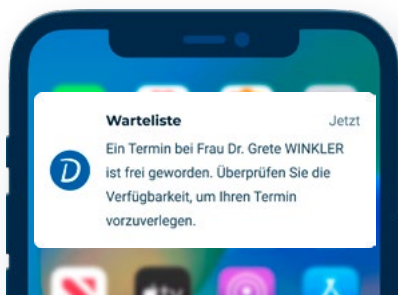 Warteliste
Jetzt
Ein Termin bei Frau Dr. Grete WINKLER
ist frei geworden. Überprüfen Sie die
Verfügbarkeit, um Ihren Termin
vorzuverlegen.
D
tv